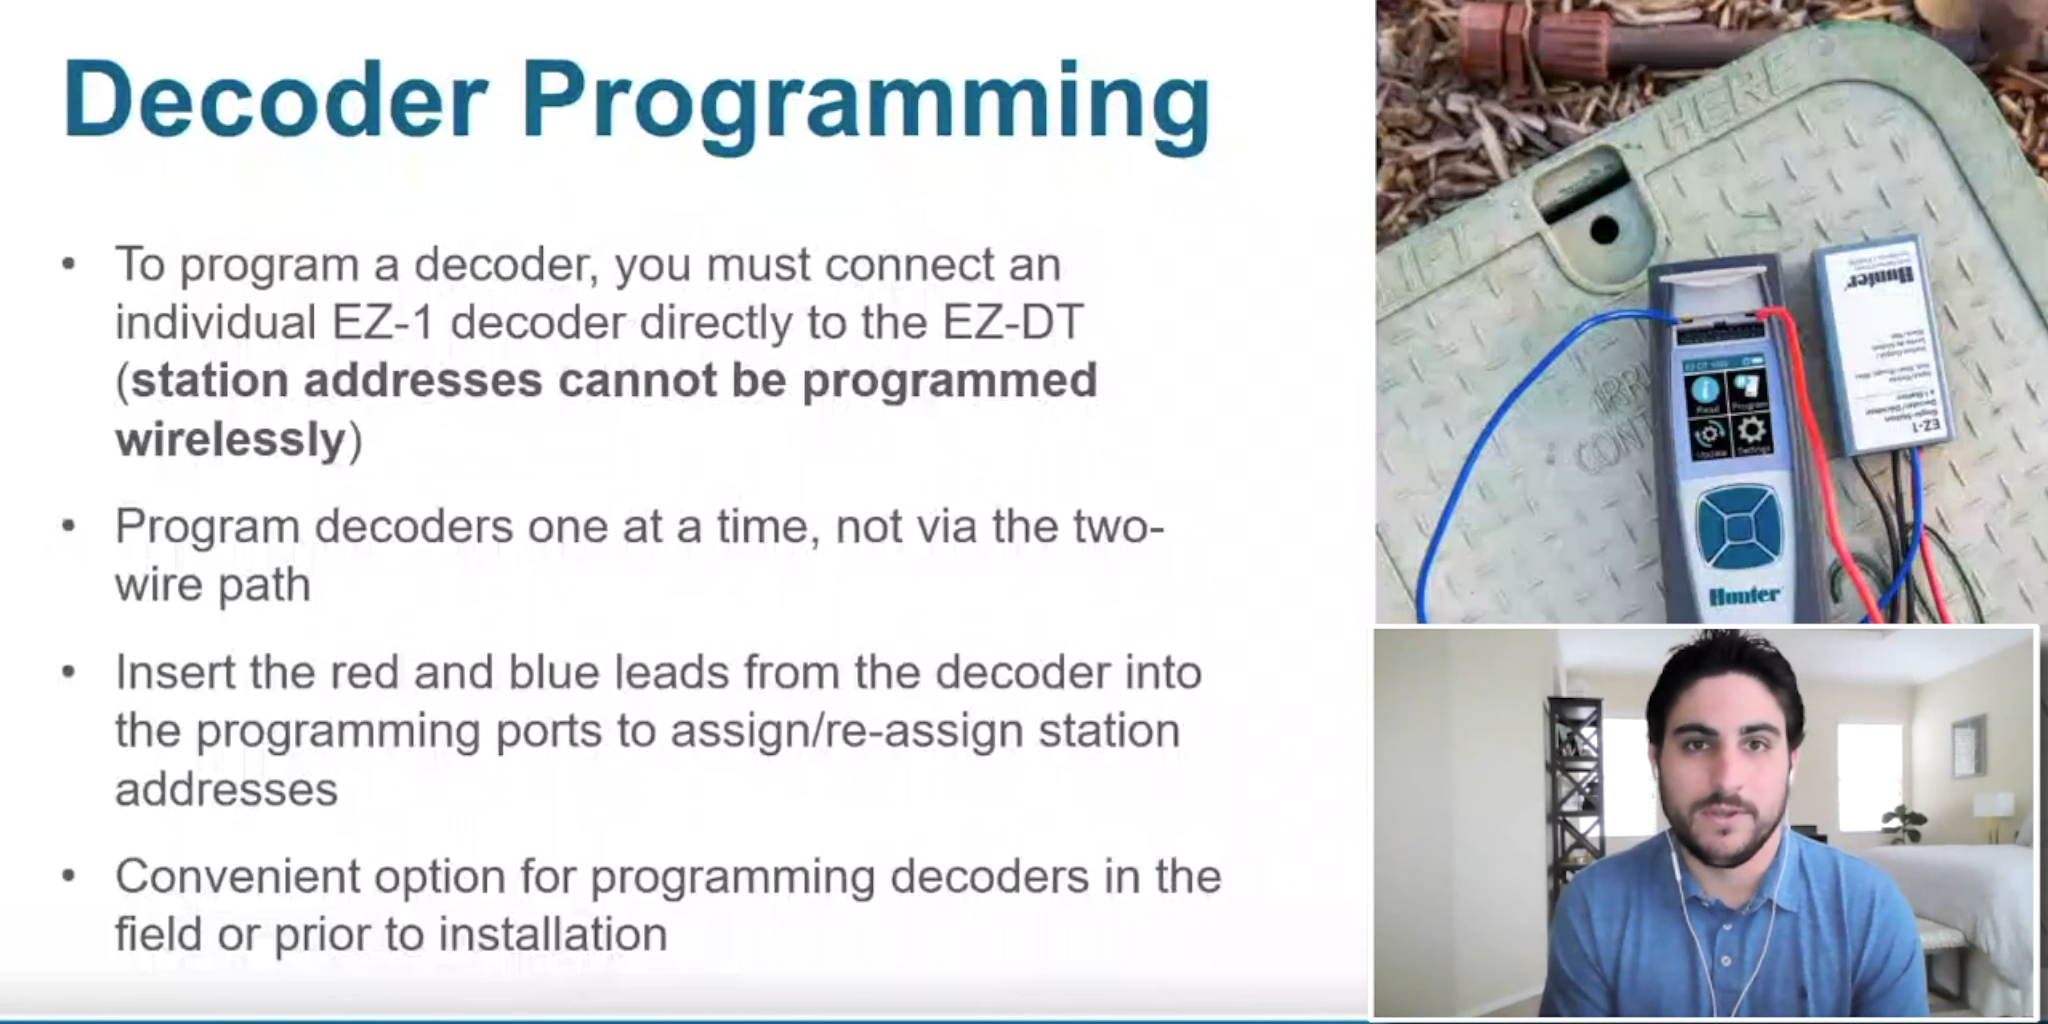 Decoder Programming
• To program a decoder, you must connect an
individual EZ-1 decoder directly to the EZ-DT
(station addresses cannot be programmed
wirelessly)
• Program decoders one at a time, not via the two-
wire path
• Insert the red and blue leads from the decoder into
the programming ports to assign/re-assign station
addresses
• Convenient option for programming decoders in the
field or prior to installation
HERE
LIFT
Hunter
EZ-1
Read
Program
Update
Settings
Hunter